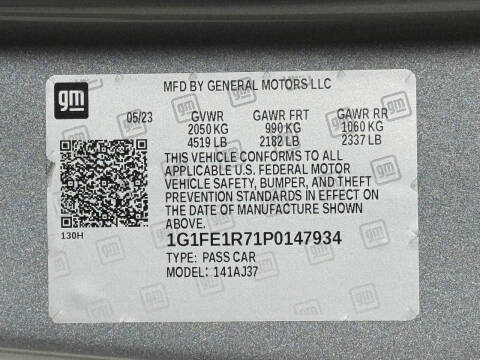 gm
MFD BY GENERAL MOTORS LLC
05/23 GVWR GAWR FRT GAWR RR
2050 KG 990 KG 1060 KG
4519 LB 2182 LB 2337 LB
THIS VEHICLE CONFORMS TO ALL
APPLICABLE U.S. FEDERAL MOTOR
VEHICLE SAFETY, BUMPER, AND THEFT
PREVENTION STANDARDS IN EFFECT ON
THE DATE OF MANUFACTURE SHOWN
ABOVE.
130H
1G1FE1R71P0147934
TYPE: PASS CAR
MODEL: 141AJ37